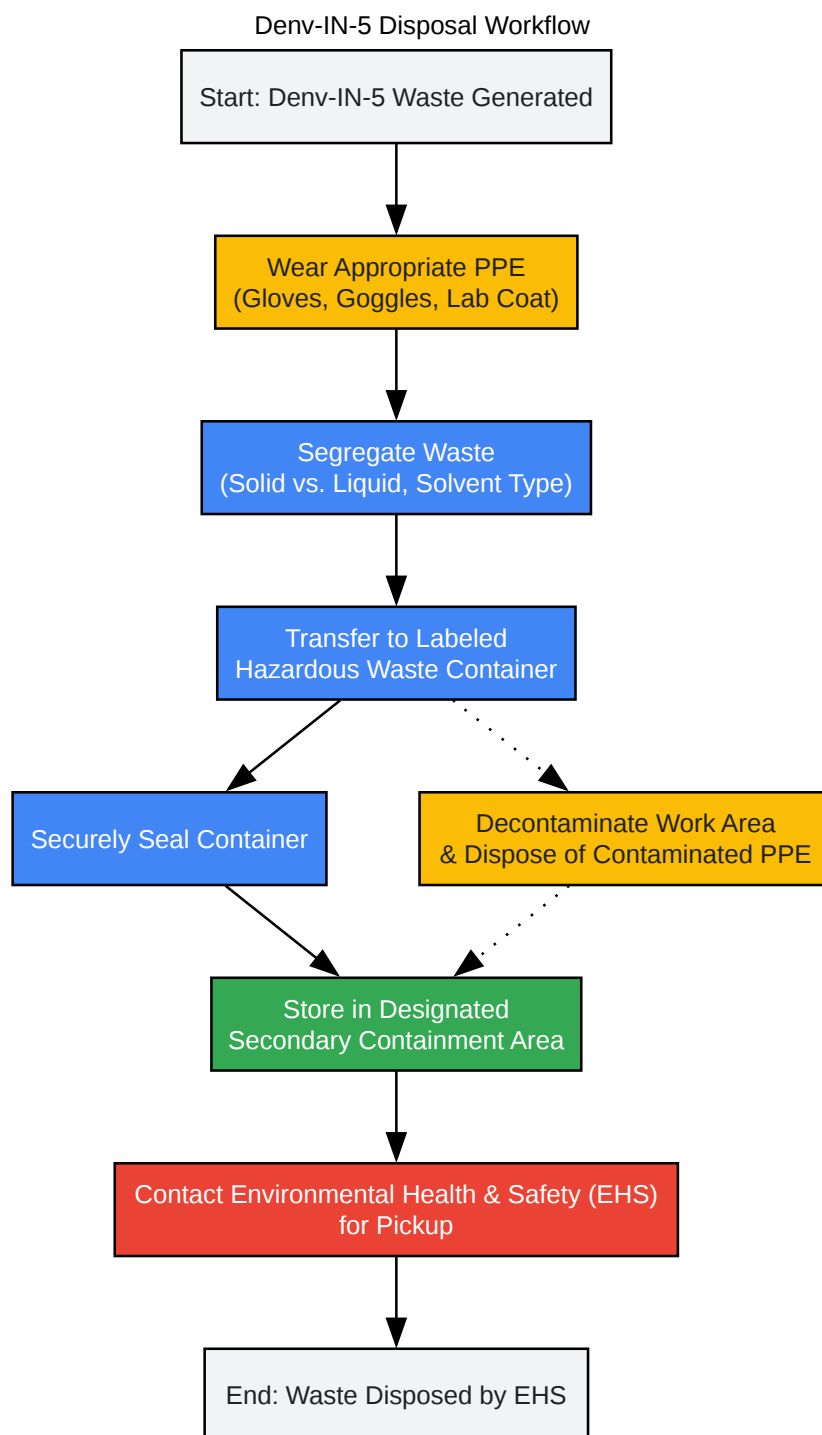 Denv-IN-5 Disposal Workflow
Start: Denv-IN-5 Waste Generated
Wear Appropriate PPE
(Gloves, Goggles, Lab Coat)
Segregate Waste
(Solid vs. Liquid, Solvent Type)
Transfer to Labeled
Hazardous Waste Container
Securely Seal Container
Decontaminate Work Area
& Dispose of Contaminated PPE
Store in Designated
Secondary Containment Area
Contact Environmental Health & Safety (EHS)
for Pickup
End: Waste Disposed by EHS